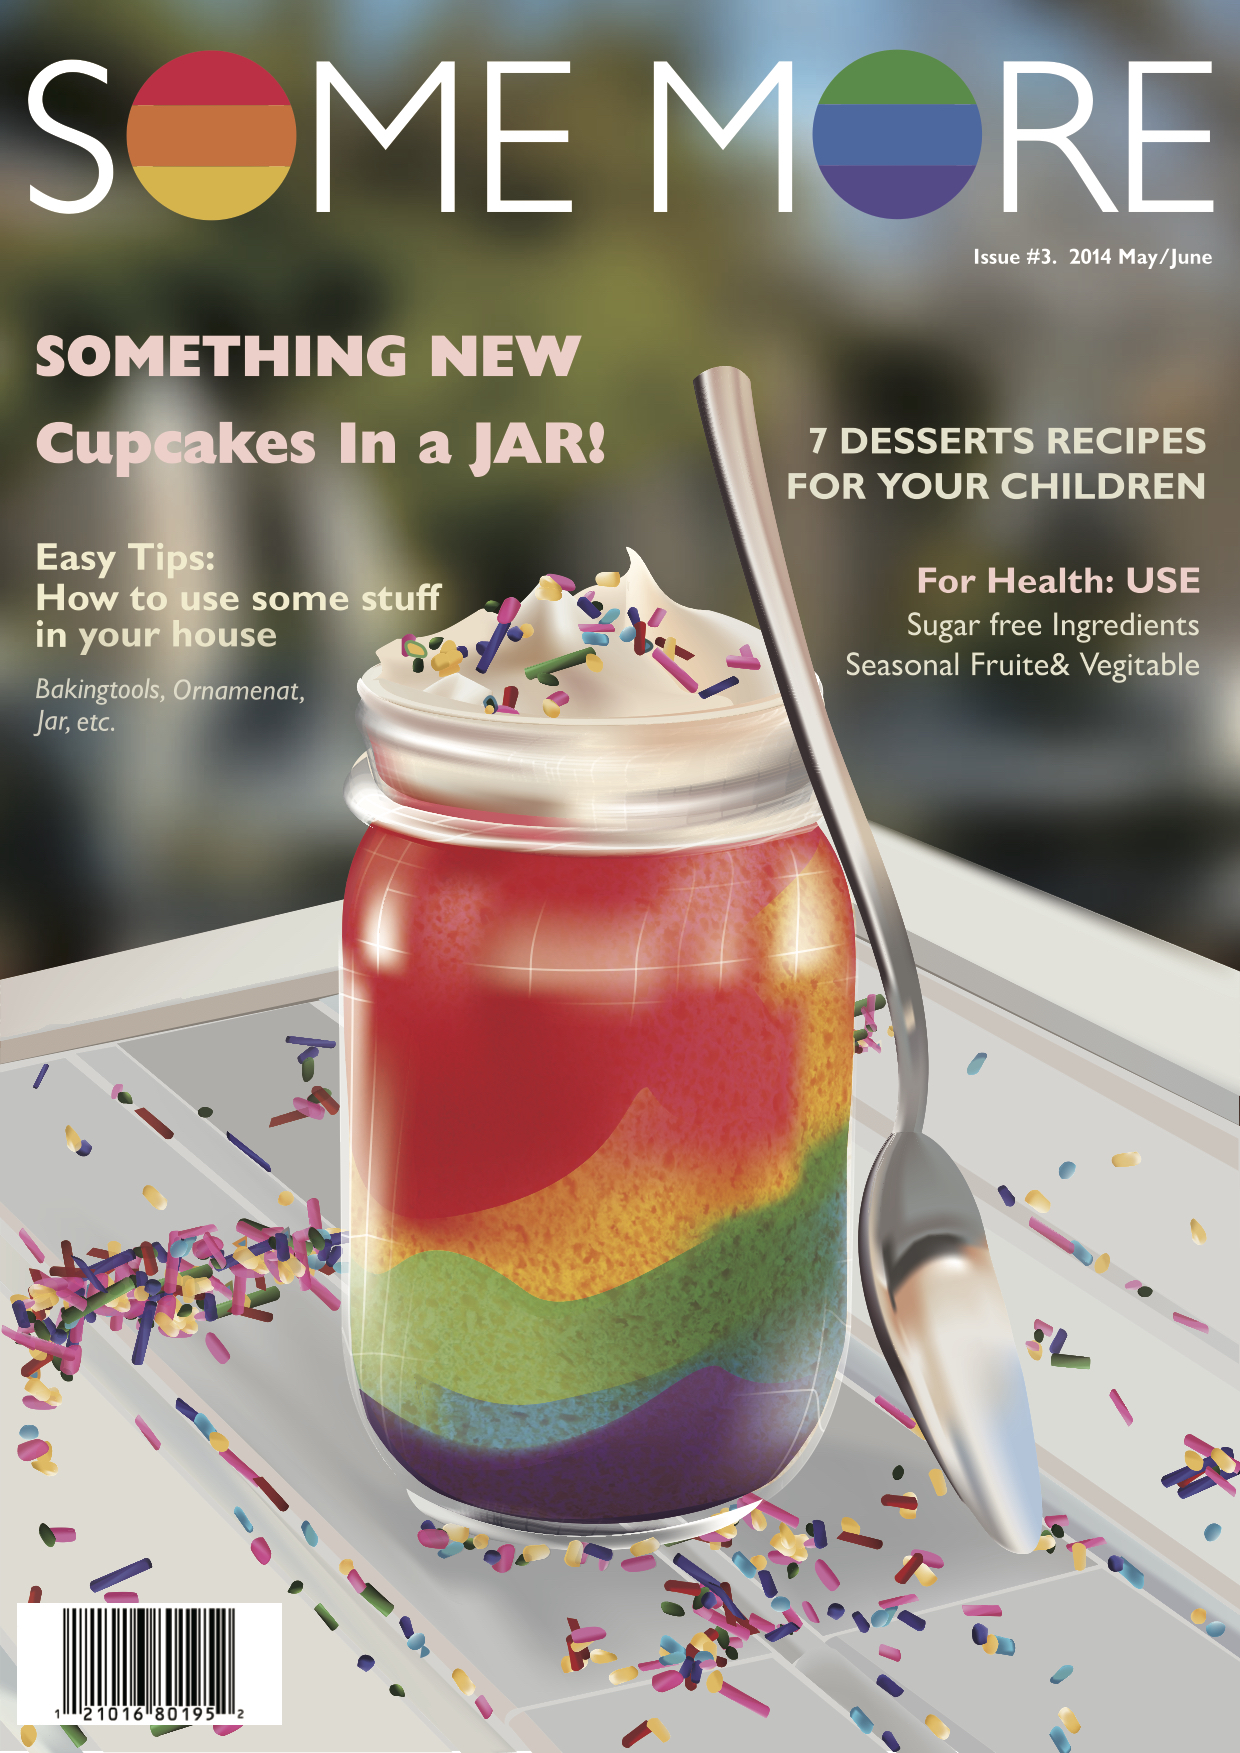 SOME MORE
Issue #3.  2014 May/June
SOMETHING NEW
Cupcakes In a JAR!
7 DESSERTS RECIPES
FOR YOUR CHILDREN
Easy Tips:
How to use some stuff
in your house
Bakingtools, Ornamenat,
Jar, etc.
For Health: USE
Sugar free Ingredients
Seasonal Fruite& Vegitable
1 21016 80195 2